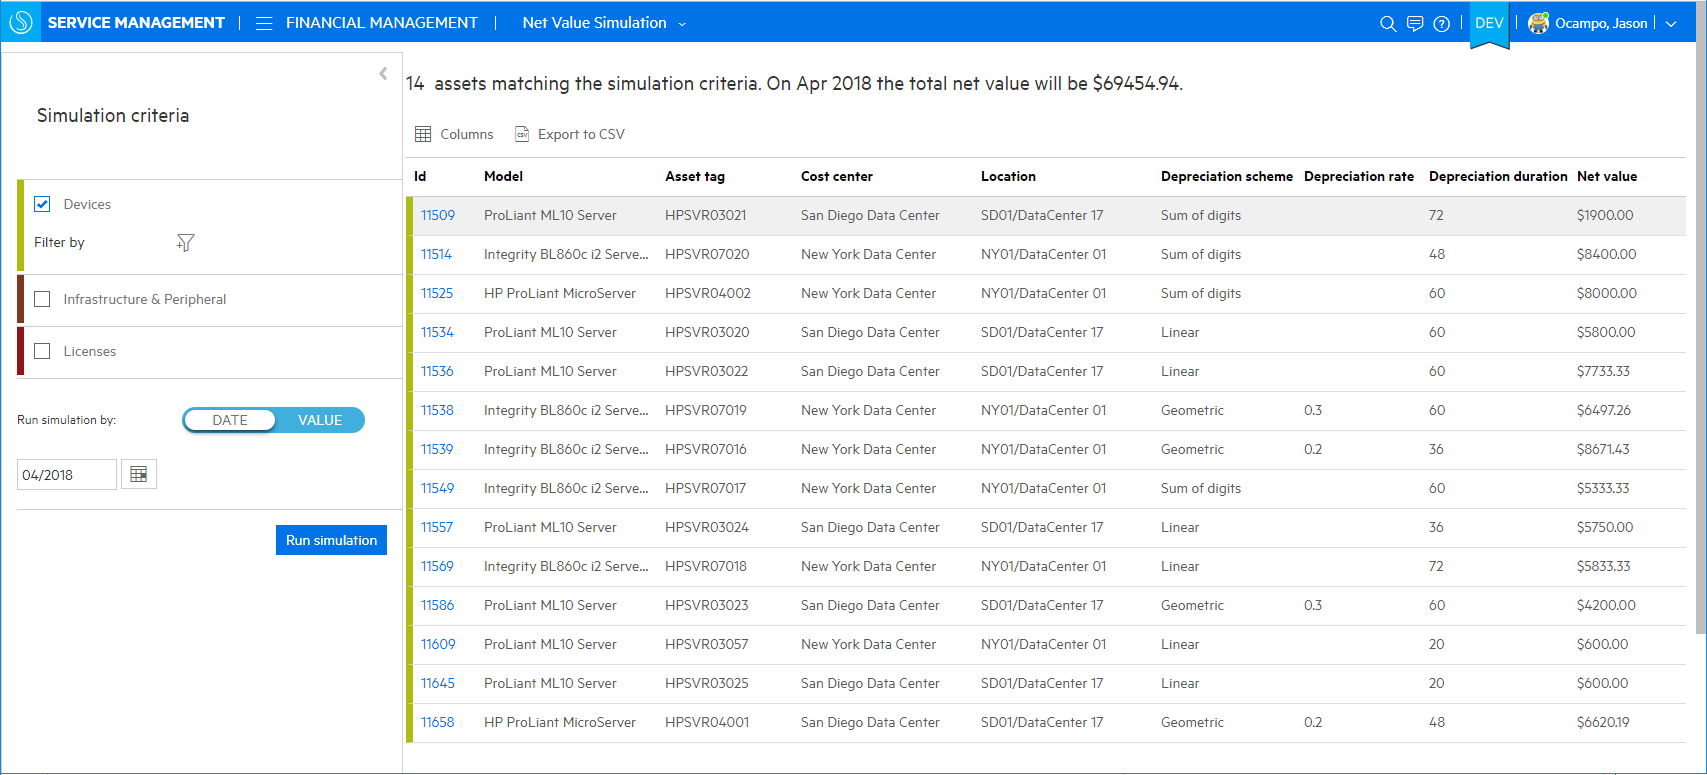 SERVICE MANAGEMENT FINANCIAL MANAGEMENT Net Value Simulation DEV Ocampo, Jason
14 assets matching the simulation criteria. On Apr 2018 the total net value will be $69454.94.
Simulation criteria
Devices
Filter by
Infrastructure & Peripheral
Licenses
Run simulation by: DATE VALUE
04/2018
Run simulation
Columns CSV Export to CSV
Id Model Asset tag Cost center Location Depreciation scheme Depreciation rate Depreciation duration Net value
11509 ProLiant ML10 Server HPSVR03021 San Diego Data Center SD01/DataCenter 17 Sum of digits 72 $1900.00
11514 Integrity BL860c i2 Serve... HPSVR07020 New York Data Center NY01/DataCenter 01 Sum of digits 48 $8400.00
11525 HP ProLiant MicroServer HPSVR04002 New York Data Center NY01/DataCenter 01 Sum of digits 60 $8000.00
11534 ProLiant ML10 Server HPSVR03020 San Diego Data Center SD01/DataCenter 17 Linear 60 $5800.00
11536 ProLiant ML10 Server HPSVR03022 San Diego Data Center SD01/DataCenter 17 Linear 60 $7733.33
11538 Integrity BL860c i2 Serve... HPSVR07019 New York Data Center NY01/DataCenter 01 Geometric 0.3 60 $6497.26
11539 Integrity BL860c i2 Serve... HPSVR07016 New York Data Center NY01/DataCenter 01 Geometric 0.2 36 $8671.43
11549 Integrity BL860c i2 Serve... HPSVR07017 New York Data Center NY01/DataCenter 01 Sum of digits 60 $5333.33
11557 ProLiant ML10 Server HPSVR03024 San Diego Data Center SD01/DataCenter 17 Linear 36 $5750.00
11569 Integrity BL860c i2 Serve... HPSVR07018 New York Data Center NY01/DataCenter 01 Linear 72 $5833.33
11586 ProLiant ML10 Server HPSVR03023 San Diego Data Center SD01/DataCenter 17 Geometric 0.3 60 $4200.00
11609 ProLiant ML10 Server HPSVR03057 New York Data Center NY01/DataCenter 01 Linear 20 $600.00
11645 ProLiant ML10 Server HPSVR03025 San Diego Data Center SD01/DataCenter 17 Linear 20 $600.00
11658 HP ProLiant MicroServer HPSVR04001 San Diego Data Center SD01/DataCenter 17 Geometric 0.2 48 $6620.19